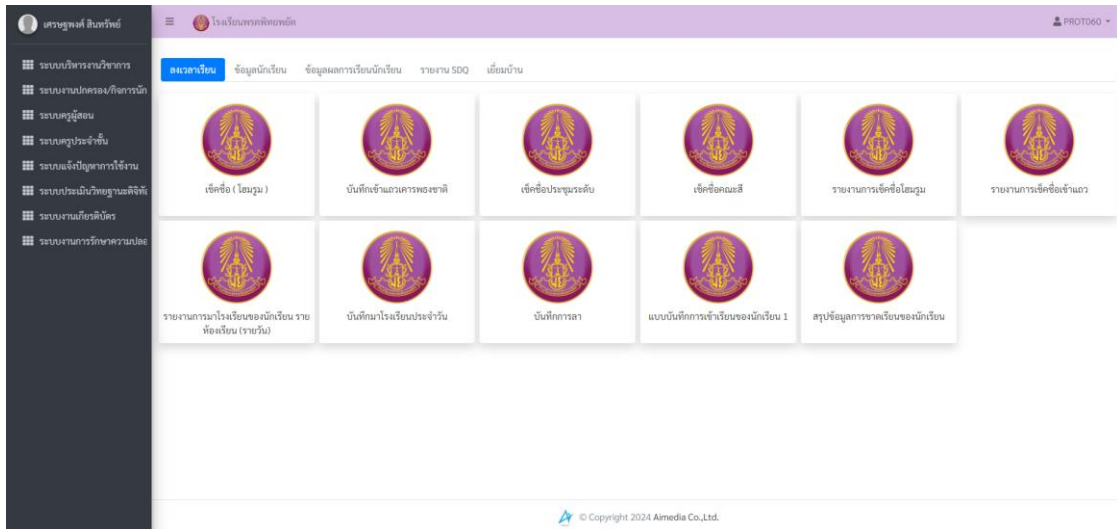 เศรษฐพงศ์ สินทรัพย์
โรงเรียนพรตพิทยพยัต
PROT060
ระบบบริหารงานวิชาการ
ระบบงานปกครอง/กิจการนัก
ระบบครูผู้สอน
ระบบครูประจำชั้น
ระบบแจ้งปัญหาการใช้งาน
ระบบประเมินวิทยฐานะดิจิทั
ระบบงานเกียรติบัตร
ระบบงานการรักษาความปลอ
ลงเวลาเรียน ข้อมูลนักเรียน ข้อมูลผลการเรียนนักเรียน รายงาน SDQ เยี่ยมบ้าน
เช็คชื่อ ( โฮมรูม )
บันทึกเข้าแถวเคารพธงชาติ
เช็คชื่อประชุมระดับ
เช็คชื่อคณะสี
รายงานการเช็คชื่อโฮมรูม
รายงานการเช็คชื่อเข้าแถว
รายงานการมาโรงเรียนของนักเรียน ราย
ห้องเรียน (รายวัน)
บันทึกมาโรงเรียนประจำวัน
บันทึกการลา
แบบบันทึกการเข้าเรียนของนักเรียน 1
สรุปข้อมูลการขาดเรียนของนักเรียน
© Copyright 2024 Aimedia Co.,Ltd.